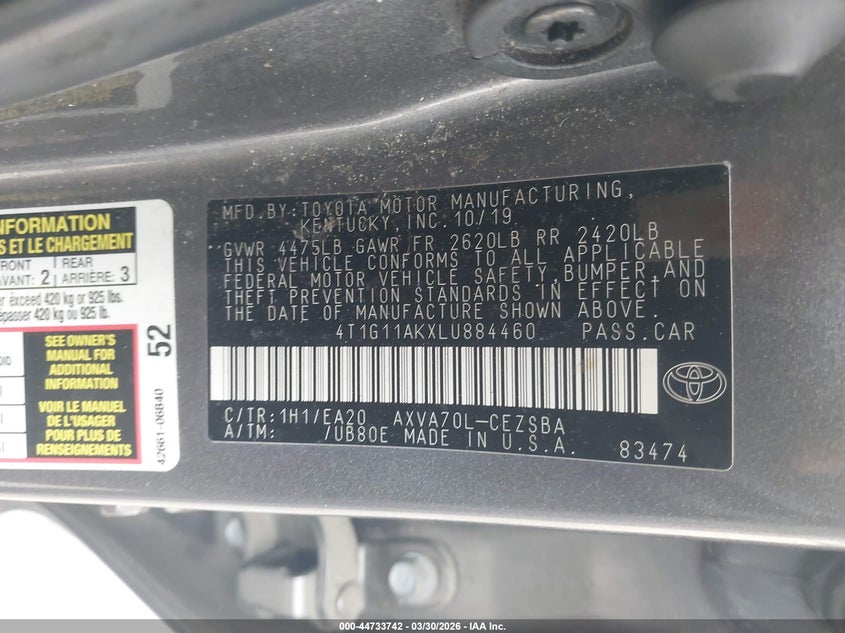 INFORMATION
ET LE CHARGEMENT
FRONT
AVANT: 2
REAR
ARRIÈRE: 3
exceed 420 kg or 925 lbs.
420 kg ou 925 lb.
SEE OWNER'S
MANUAL FOR
ADDITIONAL
INFORMATION
VOIR LE MANUEL
DE L'USAGER
POUR PLUS DE
RENSEIGNEMENTS
52
42661-06B40
MFD.BY:TOYOTA MOTOR MANUFACTURING,
KENTUCKY,INC.10/19
GVWR 4475LB GAWR FR 2620LB RR 2420LB
THIS VEHICLE CONFORMS TO ALL APPLICABLE
FEDERAL MOTOR VEHICLE SAFETY,BUMPER,AND
THEFT PREVENTION STANDARDS IN EFFECT ON
THE DATE OF MANUFACTURE SHOWN ABOVE.
4T1G11AKXLU884460 PASS.CAR
C/TR:1H1/EA20 AXVA70L-CEZSBA
A/TM: /UB80E MADE IN U.S.A.
83474
000-44733742 - 03/30/2026 - IAA Inc.